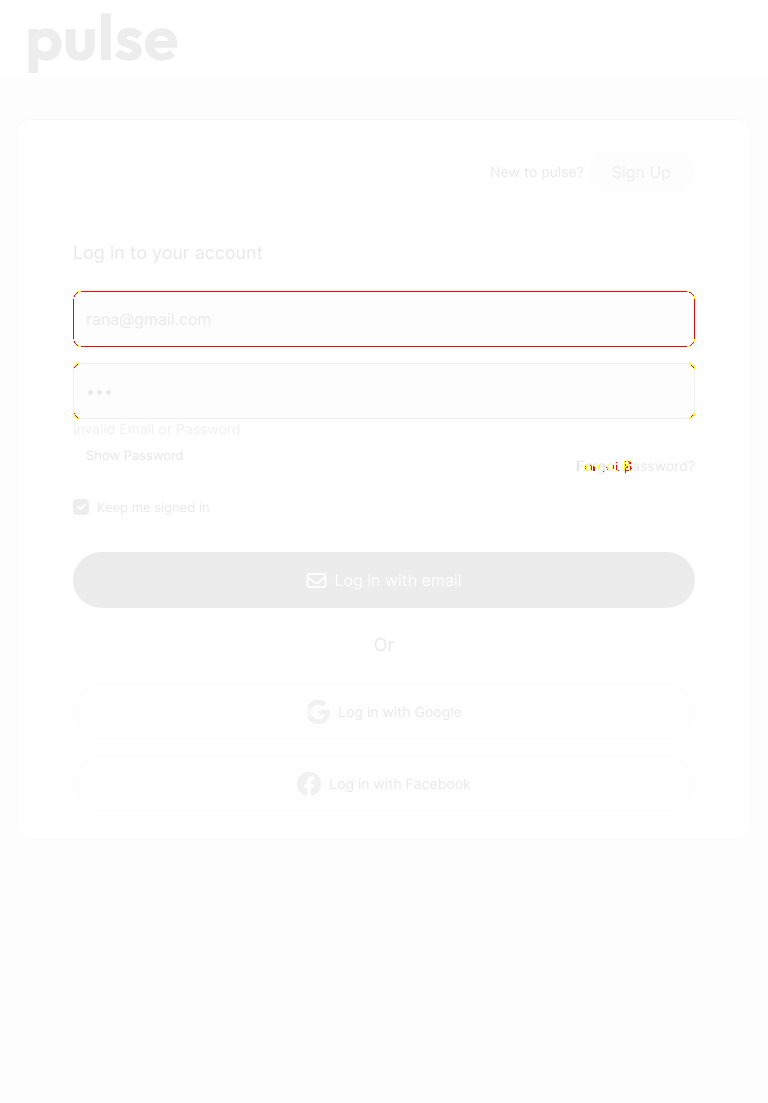 pulse
New to pulse? Sign Up
Log in to your account
rana@gmail.com
•••
Invalid Email or Password
Show Password
Forgot Password?
Keep me signed in
Log in with email
Or
Log in with Google
Log in with Facebook